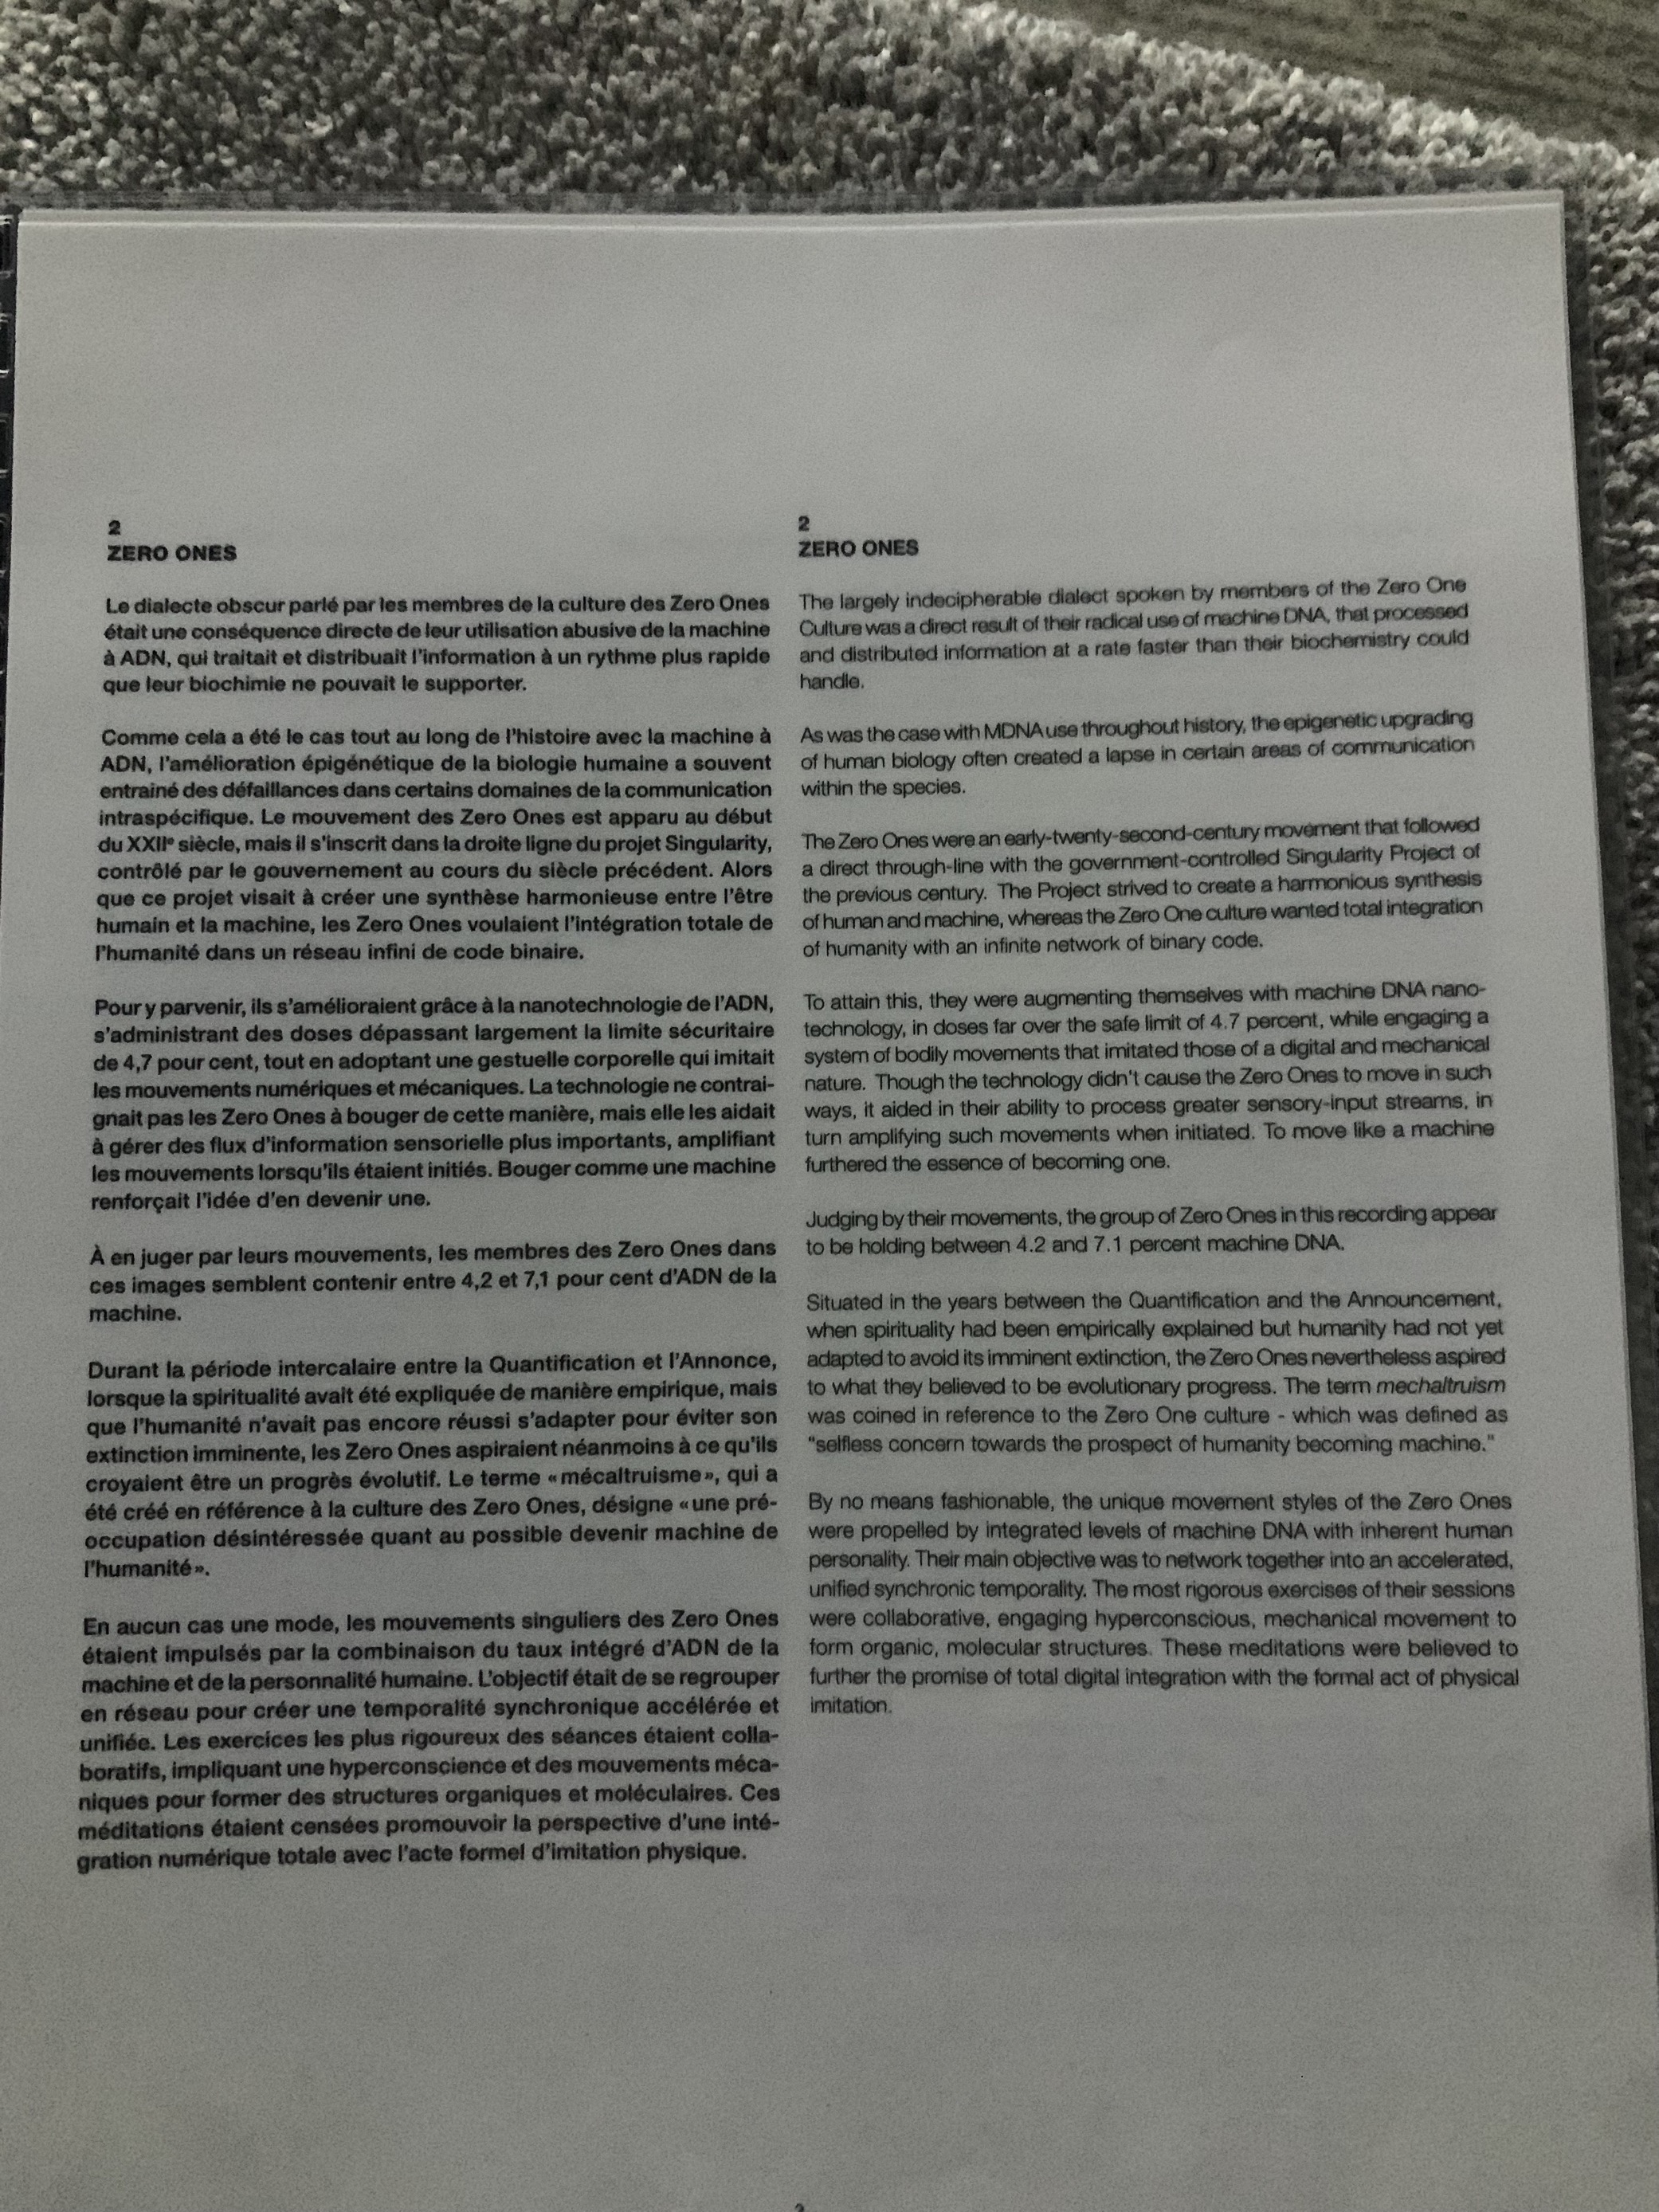 2
ZERO ONES
Le dialecte obscur parlé par les membres de la culture des Zero Ones
était une conséquence directe de leur utilisation abusive de la machine
à ADN, qui traitait et distribuait l'information à un rythme plus rapide
que leur biochimie ne pouvait le supporter.
Comme cela a été le cas tout au long de l'histoire avec la machine à
ADN, l'amélioration épigénétique de la biologie humaine a souvent
entrainé des défaillances dans certains domaines de la communication
intraspécifique. Le mouvement des Zero Ones est apparu au début
du XXIIe siècle, mais il s'inscrit dans la droite ligne du projet Singularity,
contrôlé par le gouvernement au cours du siècle précédent. Alors
que ce projet visait à créer une synthèse harmonieuse entre l'être
humain et la machine, les Zero Ones voulaient l'intégration totale de
l'humanité dans un réseau infini de code binaire.
Pour y parvenir, ils s'amélioraient grâce à la nanotechnologie de l'ADN,
s'administrant des doses dépassant largement la limite sécuritaire
de 4,7 pour cent, tout en adoptant une gestuelle corporelle qui imitait
les mouvements numériques et mécaniques. La technologie ne contrai-
gnait pas les Zero Ones à bouger de cette manière, mais elle les aidait
à gérer des flux d'information sensorielle plus importants, amplifiant
les mouvements lorsqu'ils étaient initiés. Bouger comme une machine
renforçait l'idée d'en devenir une.
À en juger par leurs mouvements, les membres des Zero Ones dans
ces images semblent contenir entre 4,2 et 7,1 pour cent d'ADN de la
machine.
Durant la période intercalaire entre la Quantification et l'Annonce,
lorsque la spiritualité avait été expliquée de manière empirique, mais
que l'humanité n'avait pas encore réussi s'adapter pour éviter son
extinction imminente, les Zero Ones aspiraient néanmoins à ce qu'ils
croyaient être un progrès évolutif. Le terme «mécaltruisme», qui a
été créé en référence à la culture des Zero Ones, désigne «une pré-
occupation désintéressée quant au possible devenir machine de
l'humanité».
En aucun cas une mode, les mouvements singuliers des Zero Ones
étaient impulsés par la combinaison du taux intégré d'ADN de la
machine et de la personnalité humaine. L'objectif était de se regrouper
en réseau pour créer une temporalité synchronique accélérée et
unifiée. Les exercices les plus rigoureux des séances étaient colla-
boratifs, impliquant une hyperconscience et des mouvements méca-
niques pour former des structures organiques et moléculaires. Ces
méditations étaient censées promouvoir la perspective d'une inté-
gration numérique totale avec l'acte formel d'imitation physique.
2
ZERO ONES
The largely indecipherable dialect spoken by members of the Zero One
Culture was a direct result of their radical use of machine DNA, that processed
and distributed information at a rate faster than their biochemistry could
handle.
As was the case with MDNA use throughout history, the epigenetic upgrading
of human biology often created a lapse in certain areas of communication
within the species.
The Zero Ones were an early-twenty-second-century movement that followed
a direct through-line with the government-controlled Singularity Project of
the previous century. The Project strived to create a harmonious synthesis
of human and machine, whereas the Zero One culture wanted total integration
of humanity with an infinite network of binary code.
To attain this, they were augmenting themselves with machine DNA nano-
technology, in doses far over the safe limit of 4.7 percent, while engaging a
system of bodily movements that imitated those of a digital and mechanical
nature. Though the technology didn't cause the Zero Ones to move in such
ways, it aided in their ability to process greater sensory-input streams, in
turn amplifying such movements when initiated. To move like a machine
furthered the essence of becoming one.
Judging by their movements, the group of Zero Ones in this recording appear
to be holding between 4.2 and 7.1 percent machine DNA.
Situated in the years between the Quantification and the Announcement,
when spirituality had been empirically explained but humanity had not yet
adapted to avoid its imminent extinction, the Zero Ones nevertheless aspired
to what they believed to be evolutionary progress. The term mechaltruism
was coined in reference to the Zero One culture - which was defined as
"selfless concern towards the prospect of humanity becoming machine."
By no means fashionable, the unique movement styles of the Zero Ones
were propelled by integrated levels of machine DNA with inherent human
personality. Their main objective was to network together into an accelerated,
unified synchronic temporality. The most rigorous exercises of their sessions
were collaborative, engaging hyperconscious, mechanical movement to
form organic, molecular structures. These meditations were believed to
further the promise of total digital integration with the formal act of physical
imitation.